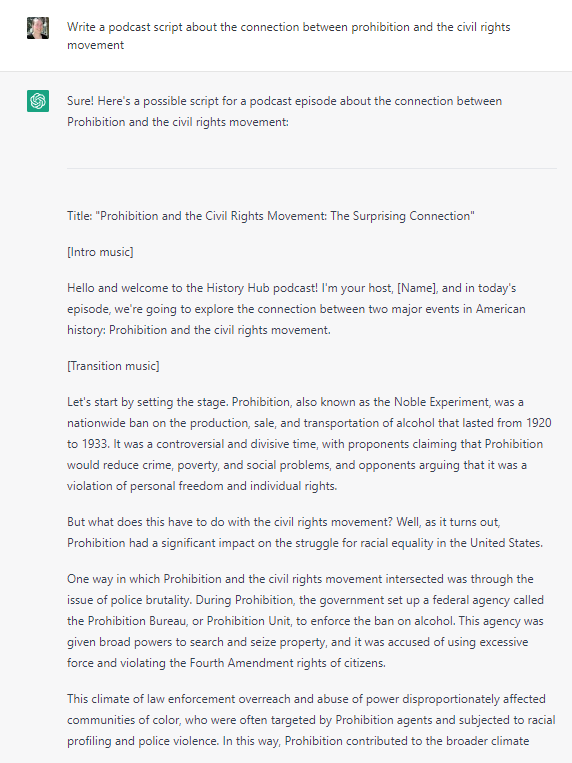 Write a podcast script about the connection between prohibition and the civil rights
movement
Sure! Here's a possible script for a podcast episode about the connection between
Prohibition and the civil rights movement:
Title: "Prohibition and the Civil Rights Movement: The Surprising Connection"
[Intro music]
Hello and welcome to the History Hub podcast! I'm your host, [Name], and in today's
episode, we're going to explore the connection between two major events in American
history: Prohibition and the civil rights movement.
[Transition music]
Let's start by setting the stage. Prohibition, also known as the Noble Experiment, was a
nationwide ban on the production, sale, and transportation of alcohol that lasted from 1920
to 1933. It was a controversial and divisive time, with proponents claiming that Prohibition
would reduce crime, poverty, and social problems, and opponents arguing that it was a
violation of personal freedom and individual rights.
But what does this have to do with the civil rights movement? Well, as it turns out,
Prohibition had a significant impact on the struggle for racial equality in the United States.
One way in which Prohibition and the civil rights movement intersected was through the
issue of police brutality. During Prohibition, the government set up a federal agency called
the Prohibition Bureau, or Prohibition Unit, to enforce the ban on alcohol. This agency was
given broad powers to search and seize property, and it was accused of using excessive
force and violating the Fourth Amendment rights of citizens.
This climate of law enforcement overreach and abuse of power disproportionately affected
communities of color, who were often targeted by Prohibition agents and subjected to racial
profiling and police violence. In this way, Prohibition contributed to the broader climate